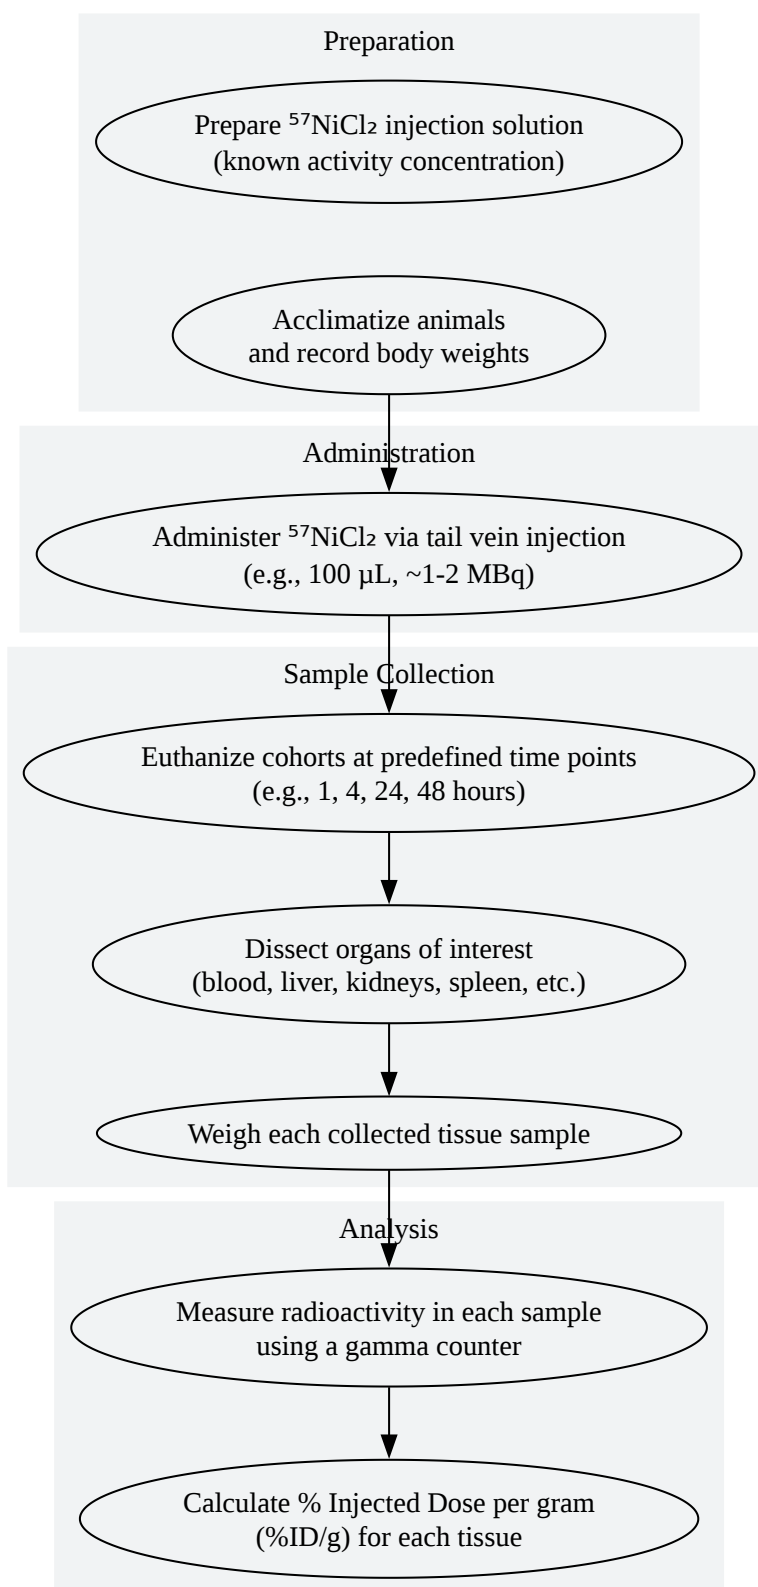 Preparation
Prepare ⁵⁷NiCl₂ injection solution
(known activity concentration)
Acclimatize animals
and record body weights
Administration
Administer ⁵⁷NiCl₂ via tail vein injection
(e.g., 100 µL, ~1-2 MBq)
Sample Collection
Euthanize cohorts at predefined time points
(e.g., 1, 4, 24, 48 hours)
Dissect organs of interest
(blood, liver, kidneys, spleen, etc.)
Weigh each collected tissue sample
Analysis
Measure radioactivity in each sample
using a gamma counter
Calculate % Injected Dose per gram
(%ID/g) for each tissue